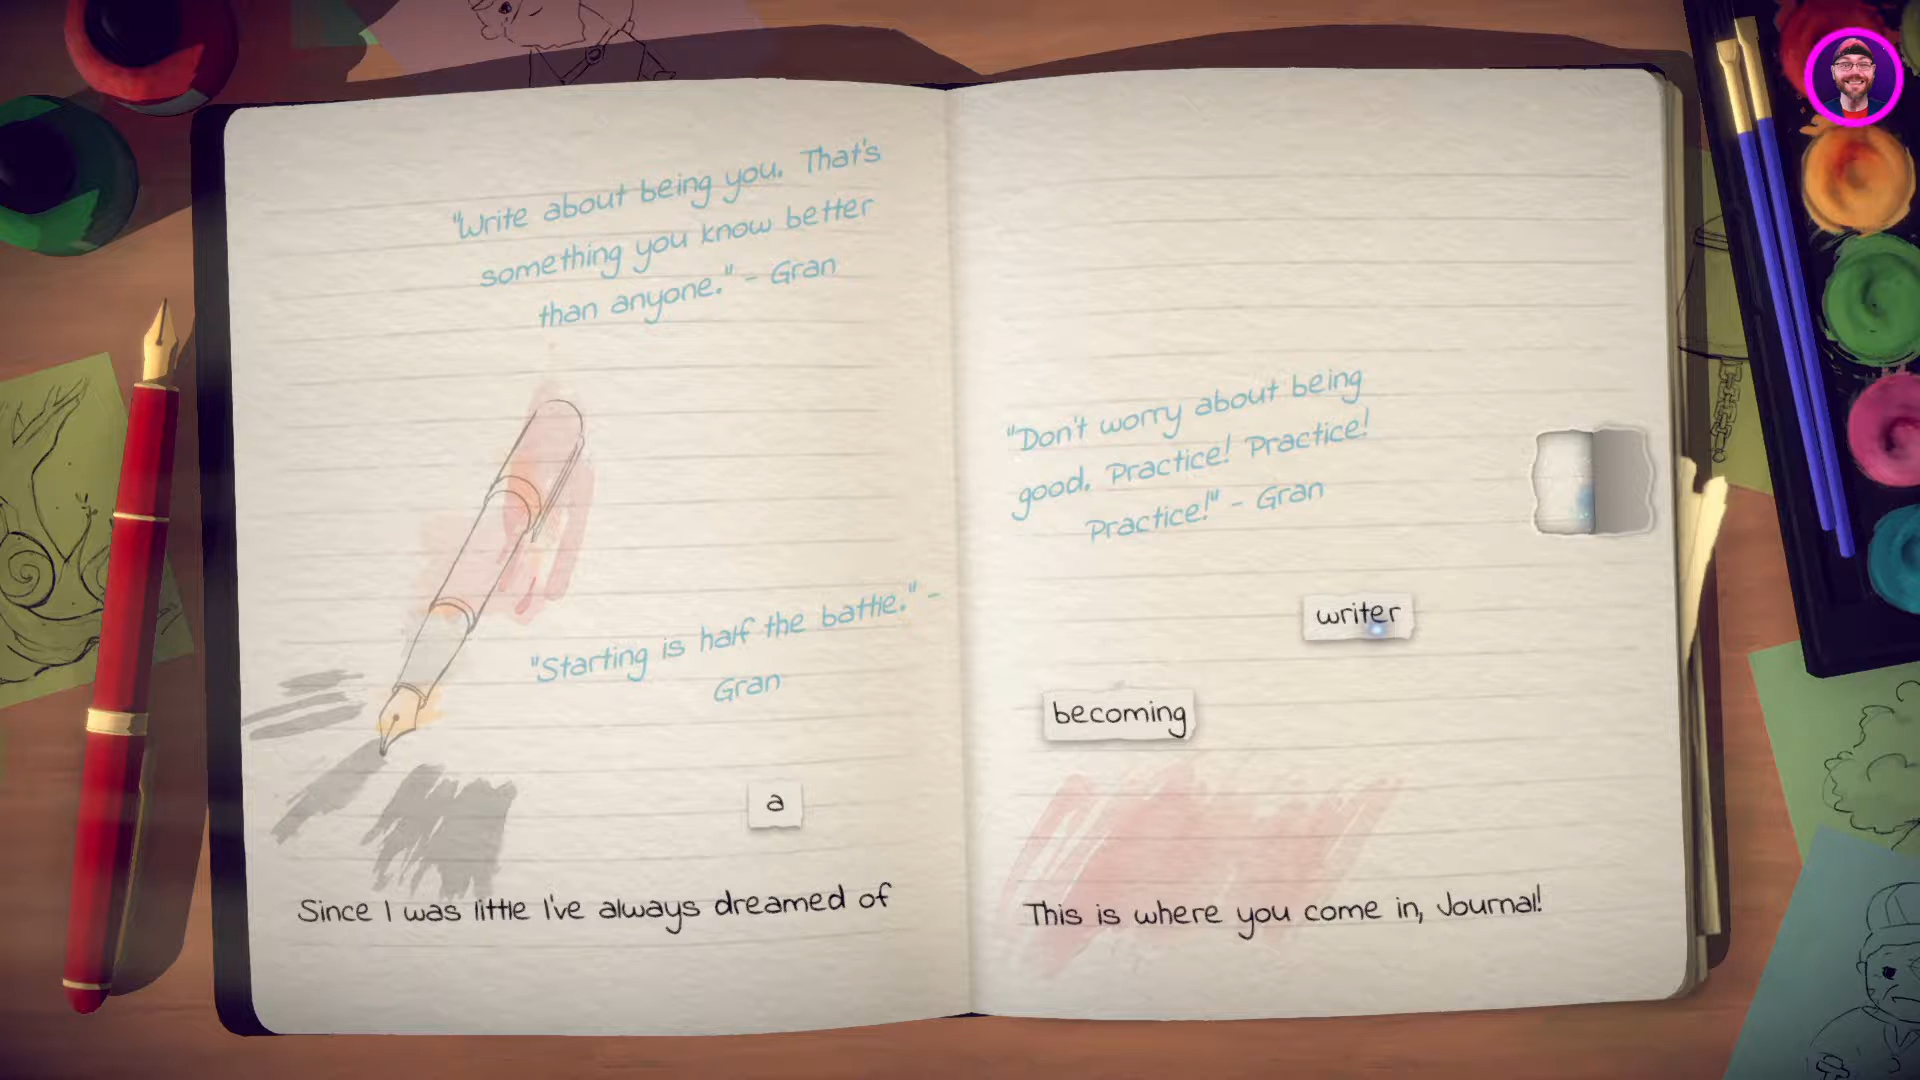 "Write about being you. That's
something you know better
than anyone." - Gran
"Starting is half the battle." -
Gran
a
Since I was little I've always dreamed of
"Don't worry about being
good. Practice! Practice!
Practice!" - Gran
writer
becoming
This is where you come in, Journal!